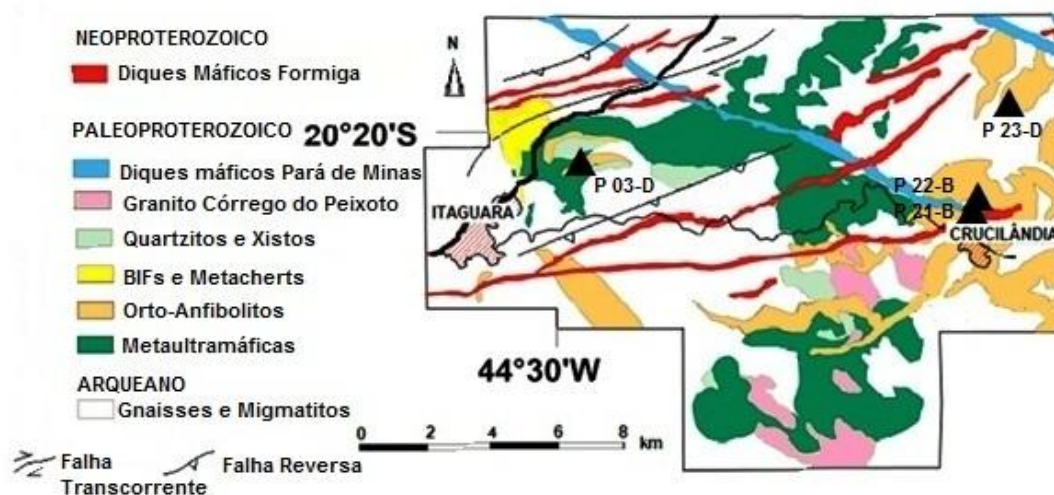 NEOPROTEROZOICO
Diques Máficos Formiga
PALEOPROTEROZOICO
Diques máficos Pará de Minas
Granito Córrego do Peixoto
Quartzitos e Xistos
BIFs e Metacherts
Orto-Anfibolitos
Metaultramáficas
ARQUEANO
Gnaisses e Migmatitos
Falha Transcorrente
Falha Reversa
N
20°20'S
44°30'W
ITAGUARA
P 03-D
P 23-D
P 22-B
P 21-B
CRUCILÂNDIA
0 2 4 6 8
km